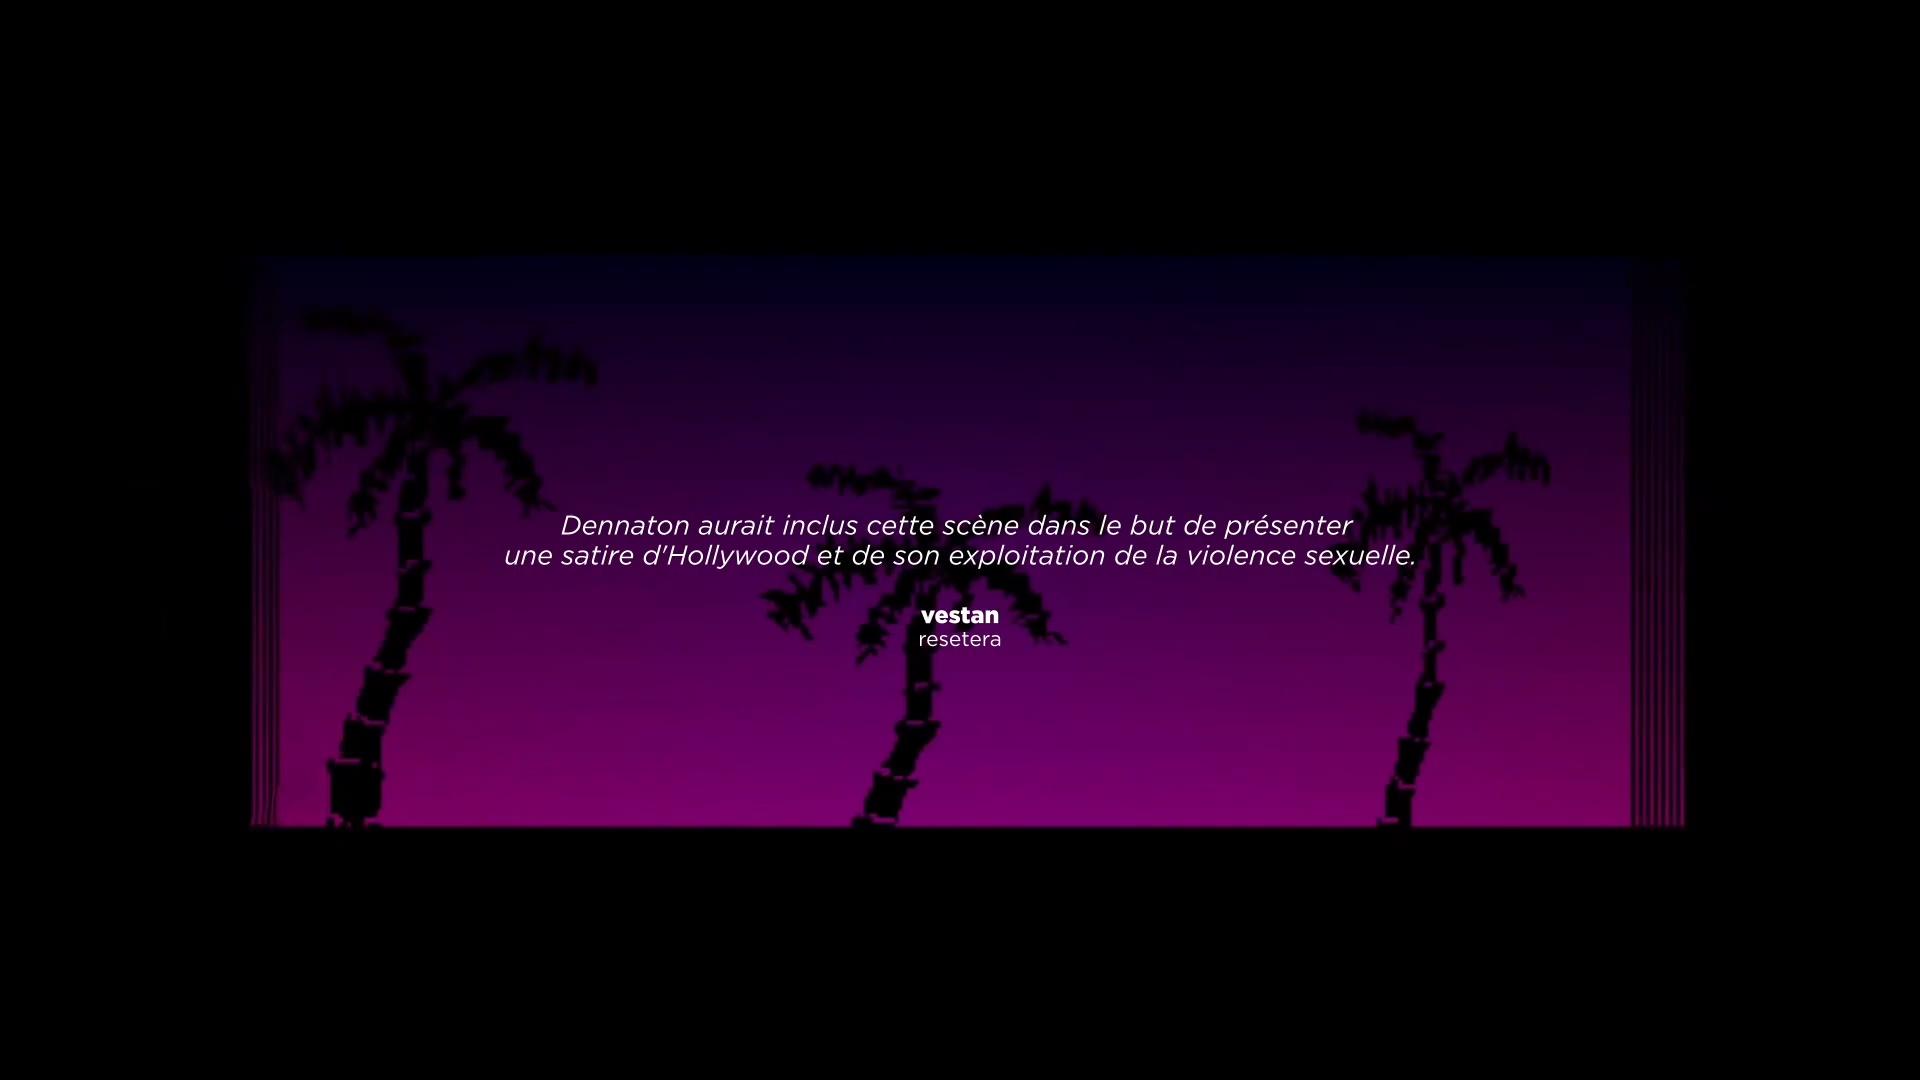 Dennaton aurait inclus cette scène dans le but de présenter
une satire d'Hollywood et de son exploitation de la violence sexuelle.
vestan
resetera